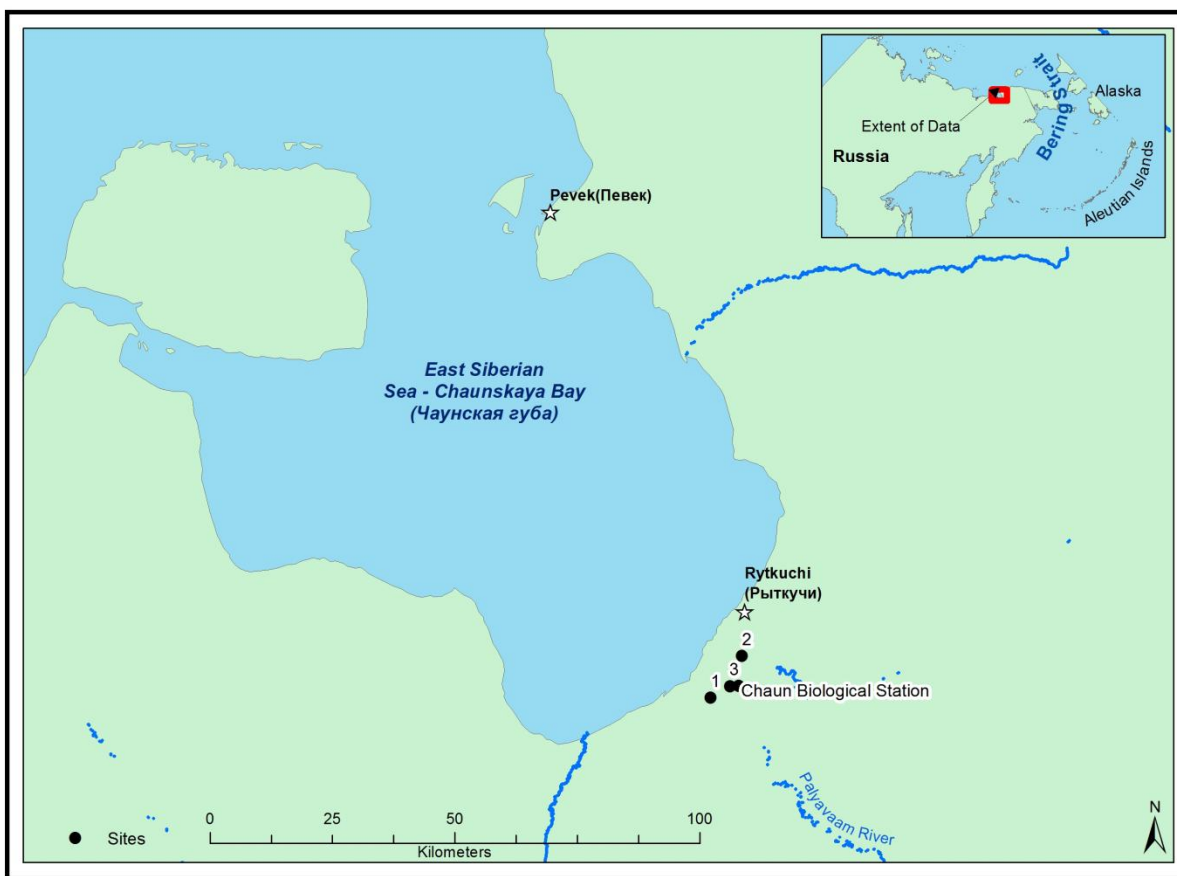 Bering Strait
Alaska
Extent of Data
Russia
Aleutian Islands
Pevek(Певек)
East Siberian
Sea - Chaunskaya Bay
(Чаунская губа)
Rytkuchi
(Рыткучи)
2
3
1
Chaun Biological Station
Palyavaam River
N
Sites
0 25 50 100
Kilometers